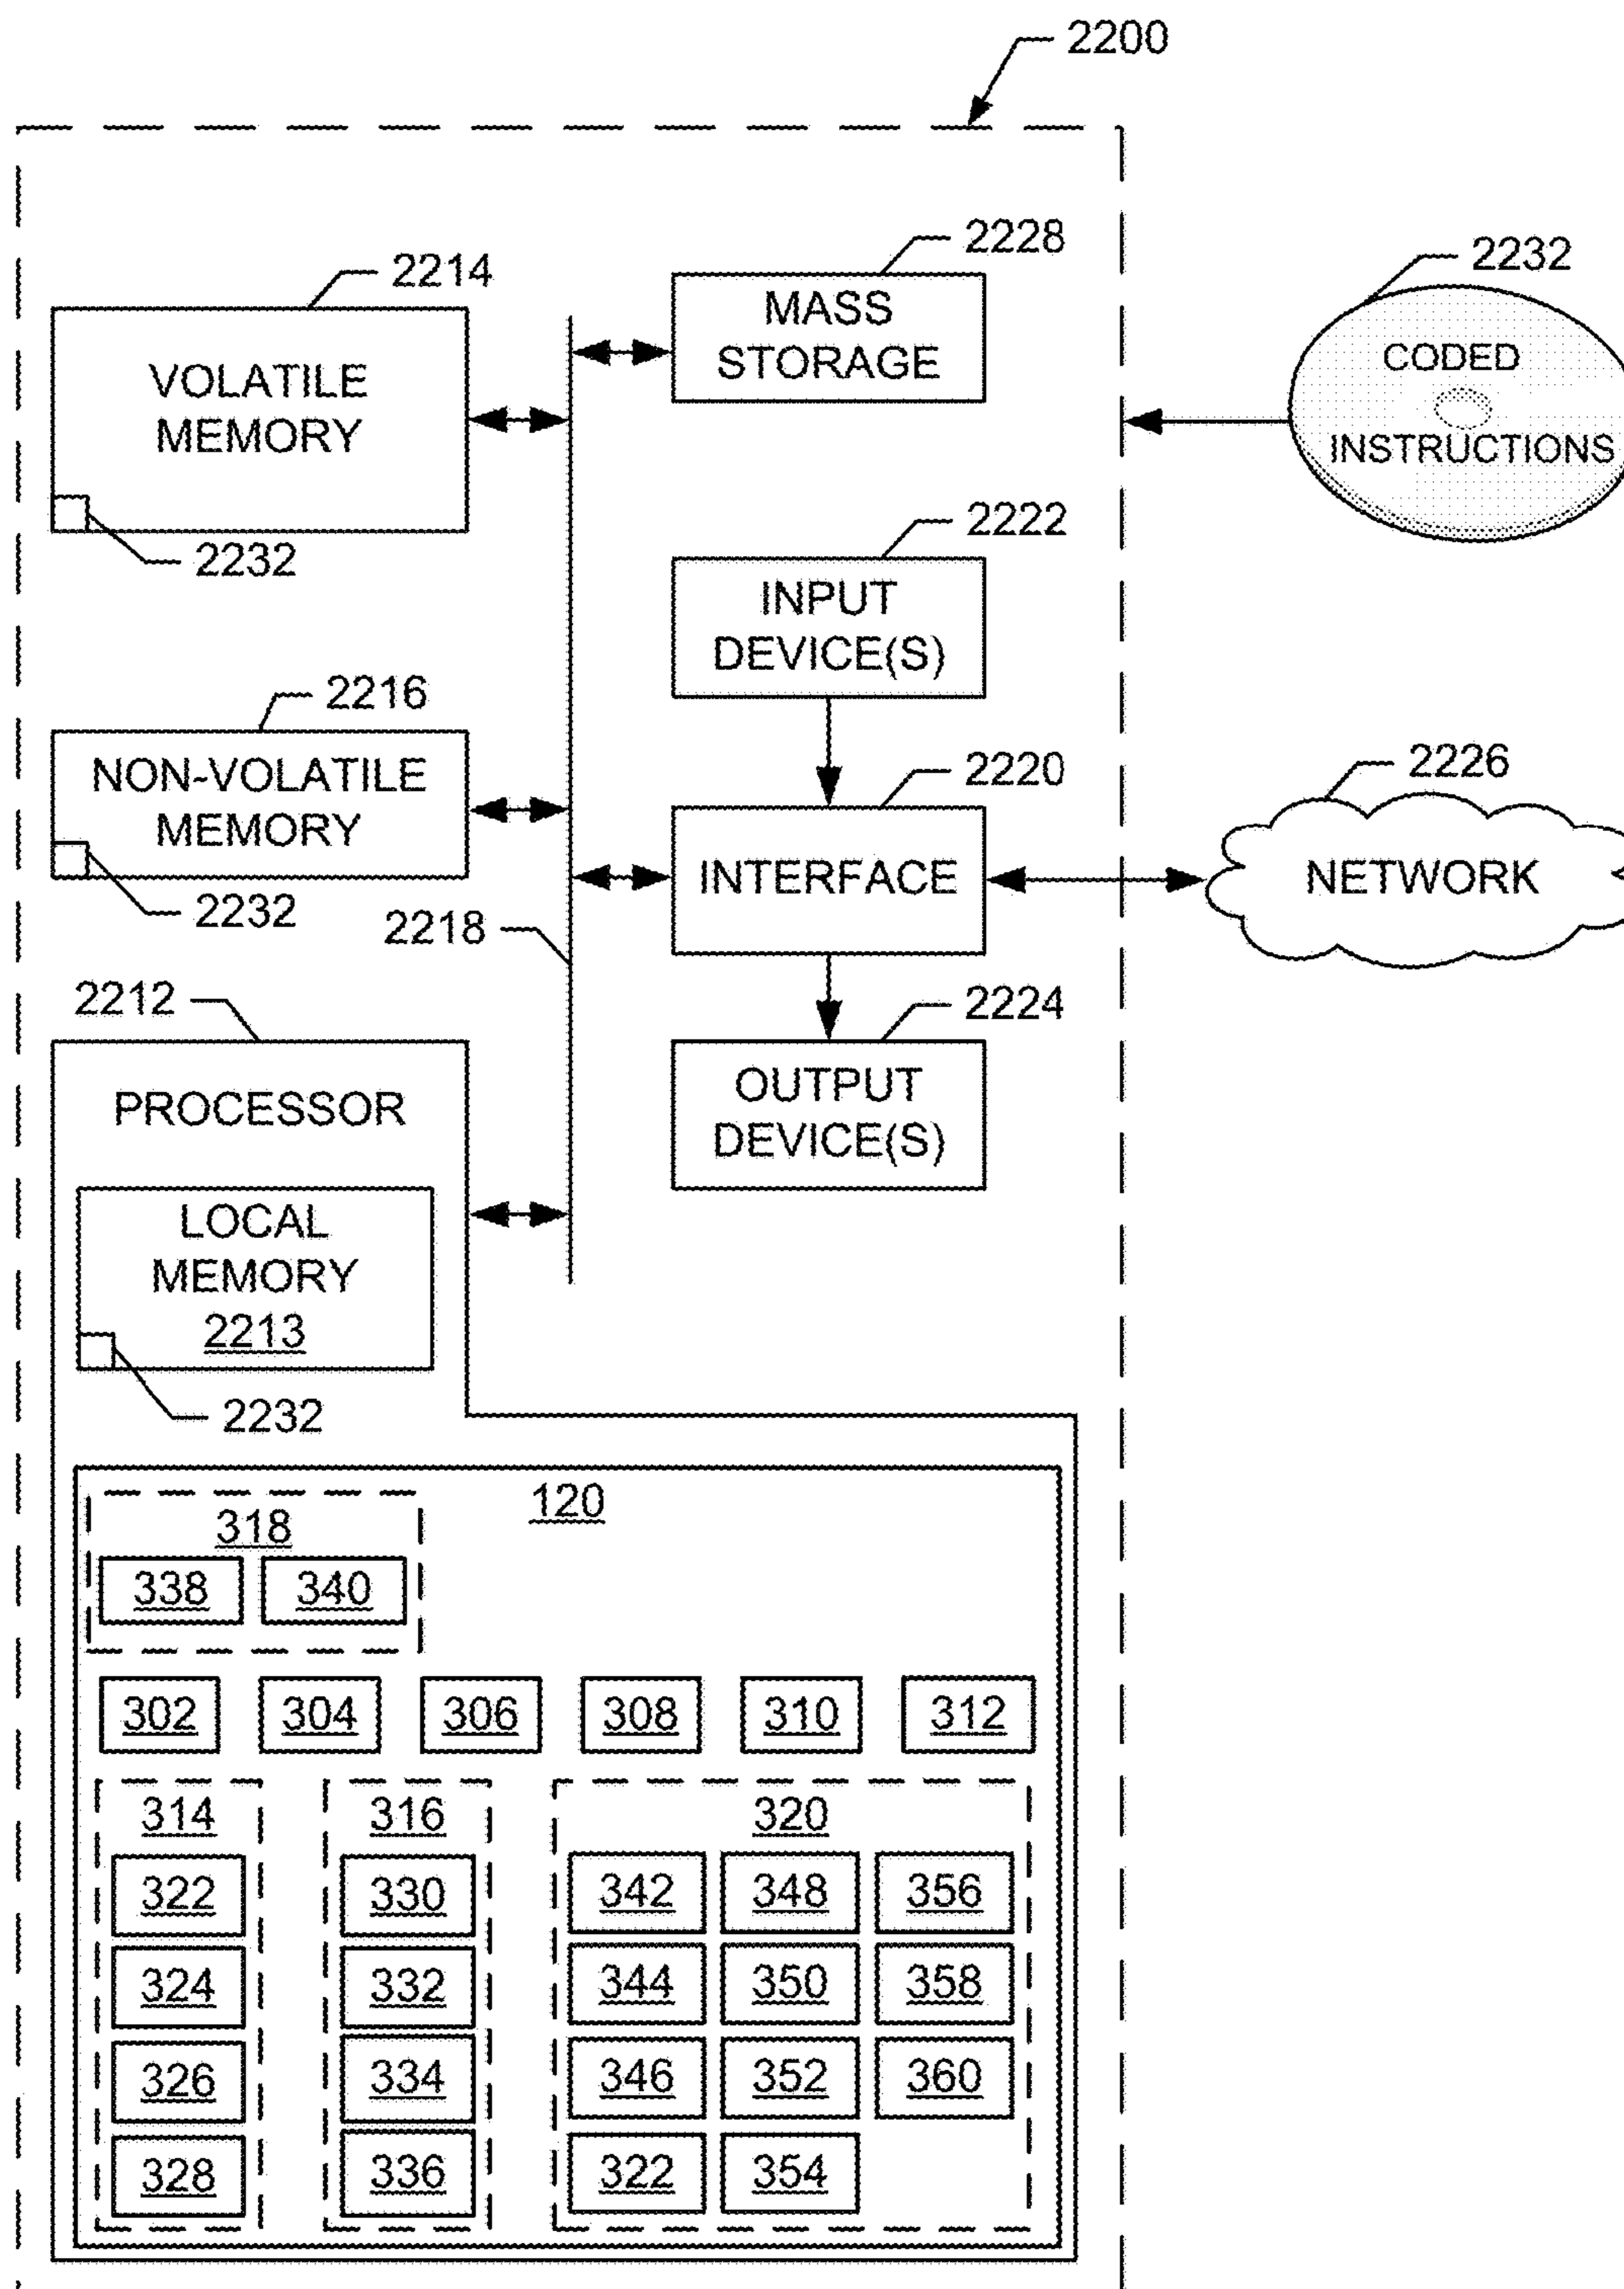 2200
2228
2214
2232
MASS
STORAGE
VOLATILE
MEMORY
CODED
INSTRUCTIONS
2232
2222
INPUT
DEVICE(S)
2216
2220
2226
NON-VOLATILE
MEMORY
INTERFACE
NETWORK
2232
2218
2212
2224
PROCESSOR
OUTPUT
DEVICE(S)
LOCAL
MEMORY
2213
2232
120
318
338 340
302 304 306 308 310 312
314 316 320
322 330 342 348 356
324 332 344 350 358
326 334 346 352 360
328 336 322 354